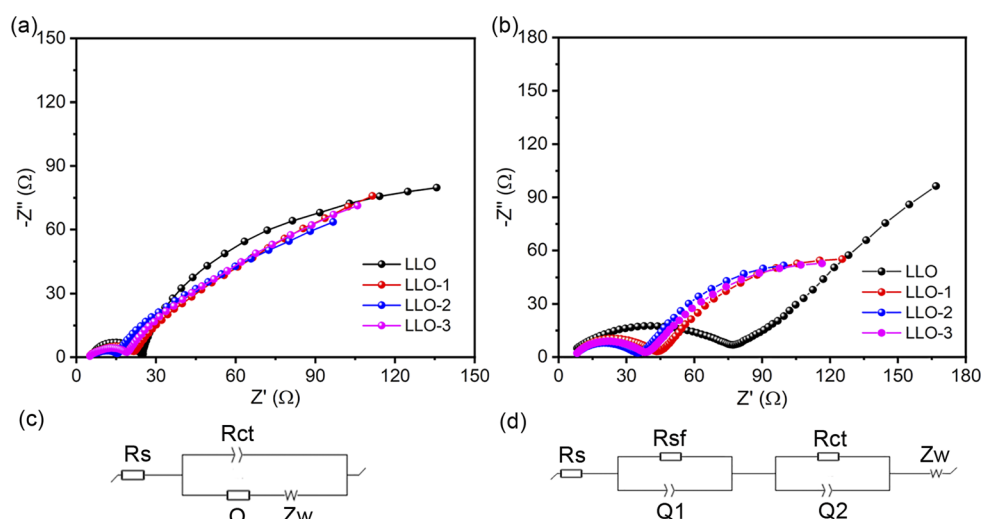 (a)
150
120
90
60
30
0
-Z'' (Ω)
0 30 60 90 120 150
Z' (Ω)
LLO
LLO-1
LLO-2
LLO-3
(b)
180
150
120
90
60
30
0
-Z'' (Ω)
0 30 60 90 120 150 180
Z' (Ω)
LLO
LLO-1
LLO-2
LLO-3
(c)
Rs
Rct
Zw
(d)
Rs
Rsf
Rct
Zw
Q1
Q2